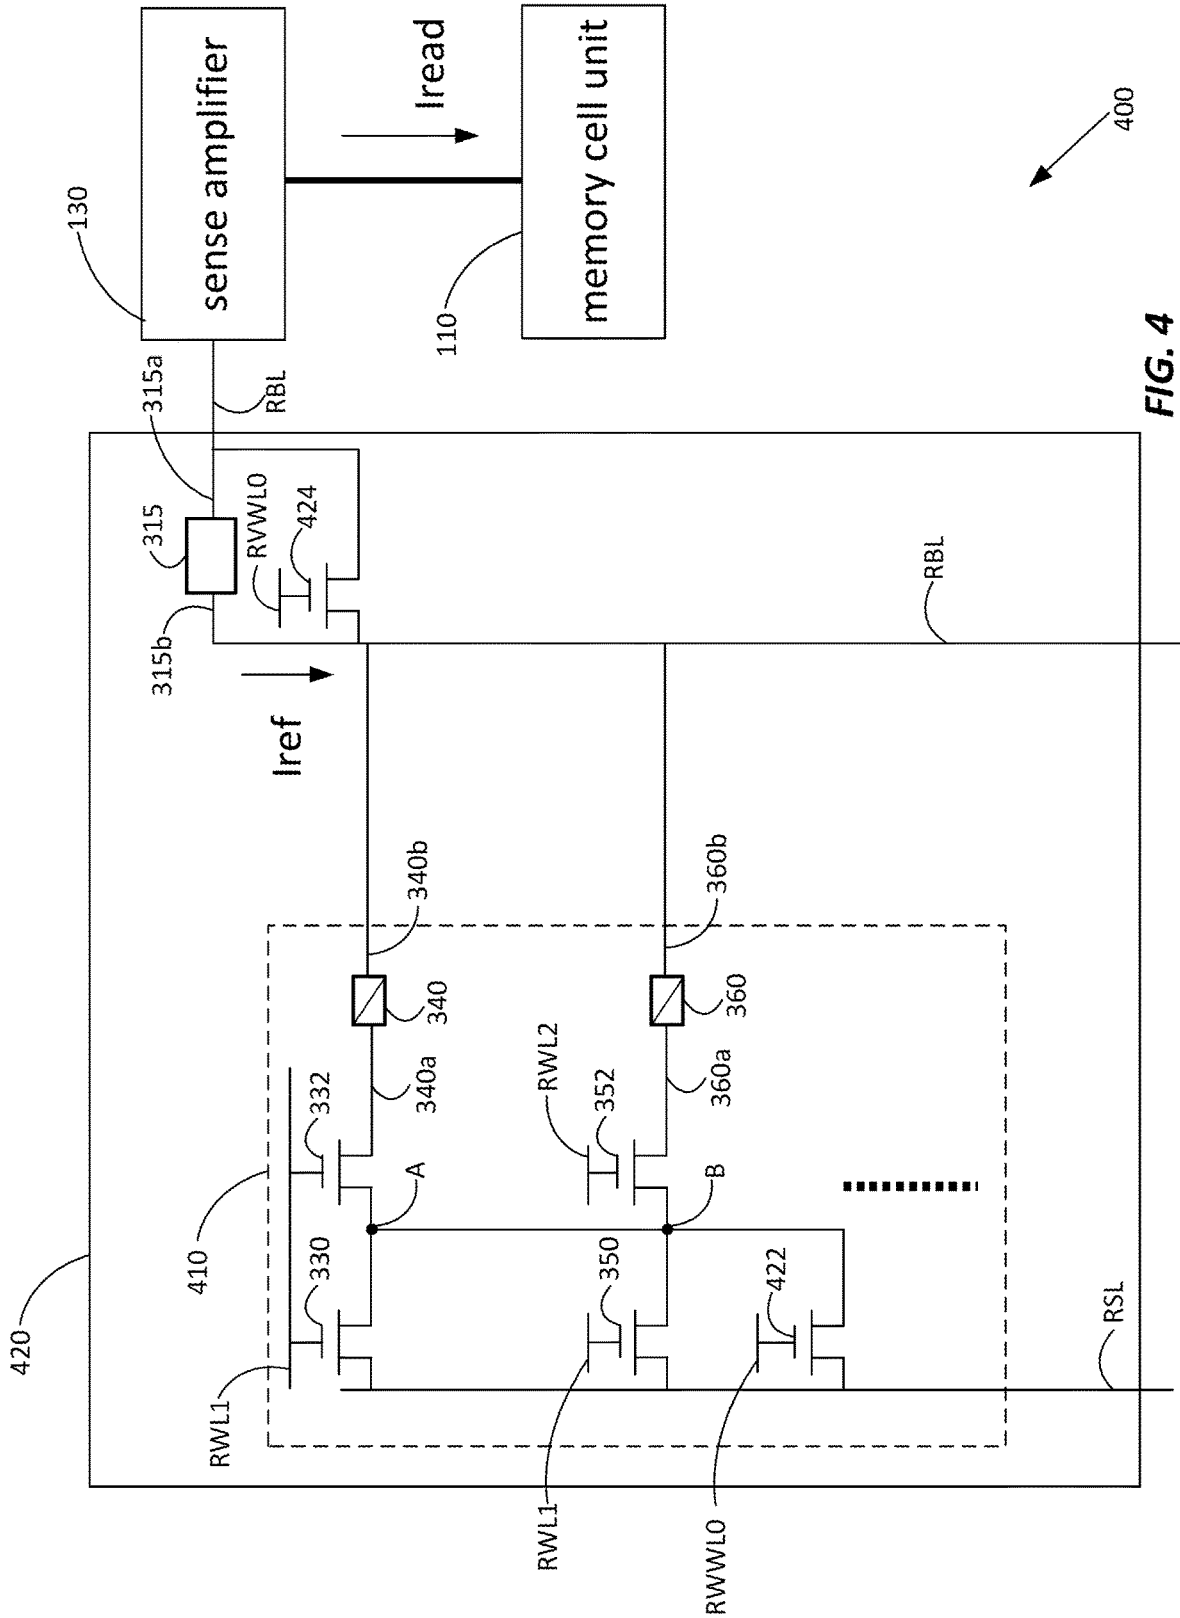 420
130
315b
315
315a
410
RWL1
sense amplifier
RVWL0
RBL
Iref
424
330
332
A
340a
340b
340
Iread
110
RWL1
RWL2
350
352
memory cell unit
RWWL0
B
360a
360b
360
422
RBL
RSL
400
FIG. 4